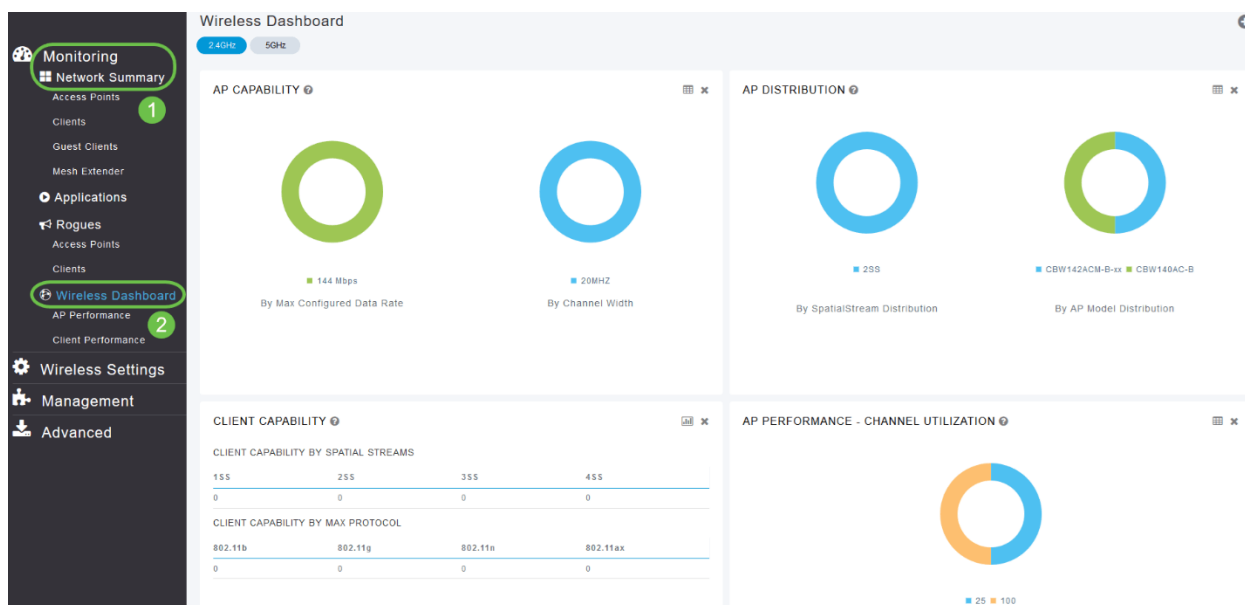 Monitoring
Network Summary
Access Points
1
Clients
Guest Clients
Mesh Extender
Applications
Rogues
Access Points
Clients
Wireless Dashboard
AP Performance
2
Client Performance
Wireless Settings
Management
Advanced
Wireless Dashboard
2.4GHz 5GHz
AP CAPABILITY
144 Mbps
By Max Configured Data Rate
20MHZ
By Channel Width
AP DISTRIBUTION
2SS
By SpatialStream Distribution
CBW142ACM-B-xx CBW140AC-B
By AP Model Distribution
CLIENT CAPABILITY
CLIENT CAPABILITY BY SPATIAL STREAMS
1SS 2SS 3SS 4SS
0 0 0 0
CLIENT CAPABILITY BY MAX PROTOCOL
802.11b 802.11g 802.11n 802.11ax
0 0 0 0
AP PERFORMANCE - CHANNEL UTILIZATION
25 100